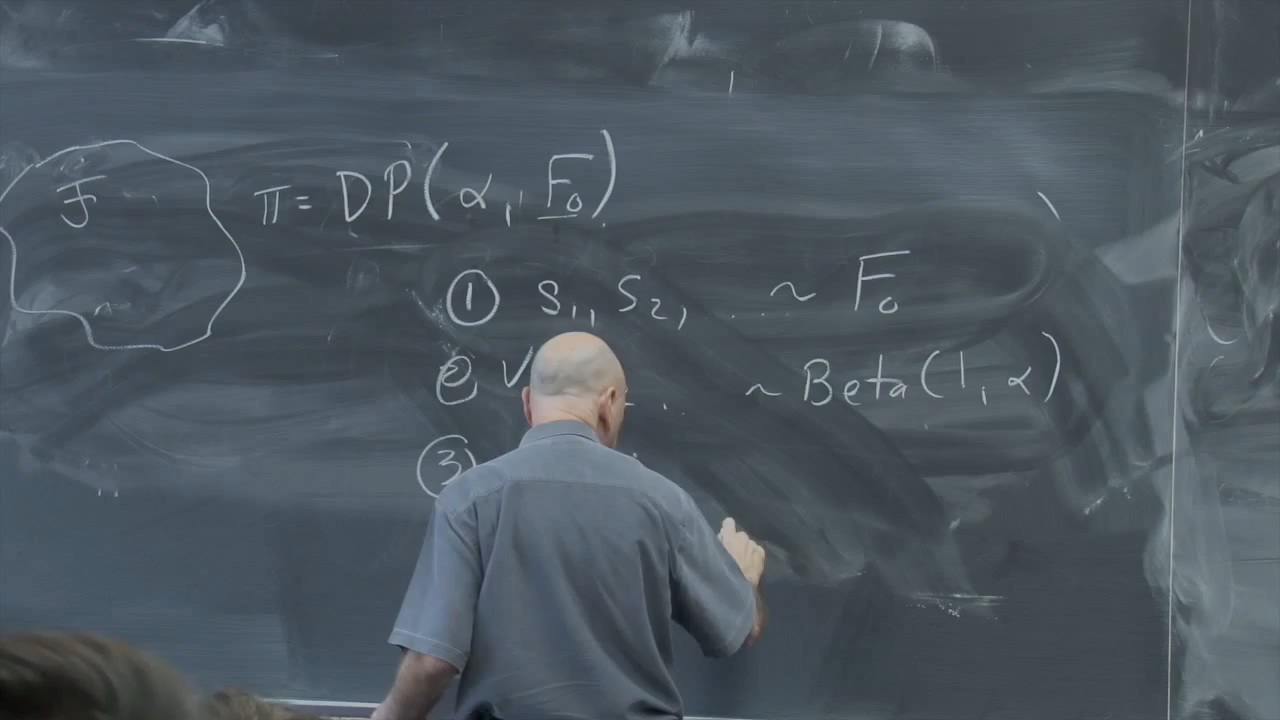 F π = DP(α, F₀)
① S₁, S₂, ... ~ F₀
② V ... ~ Beta(1, α)
③